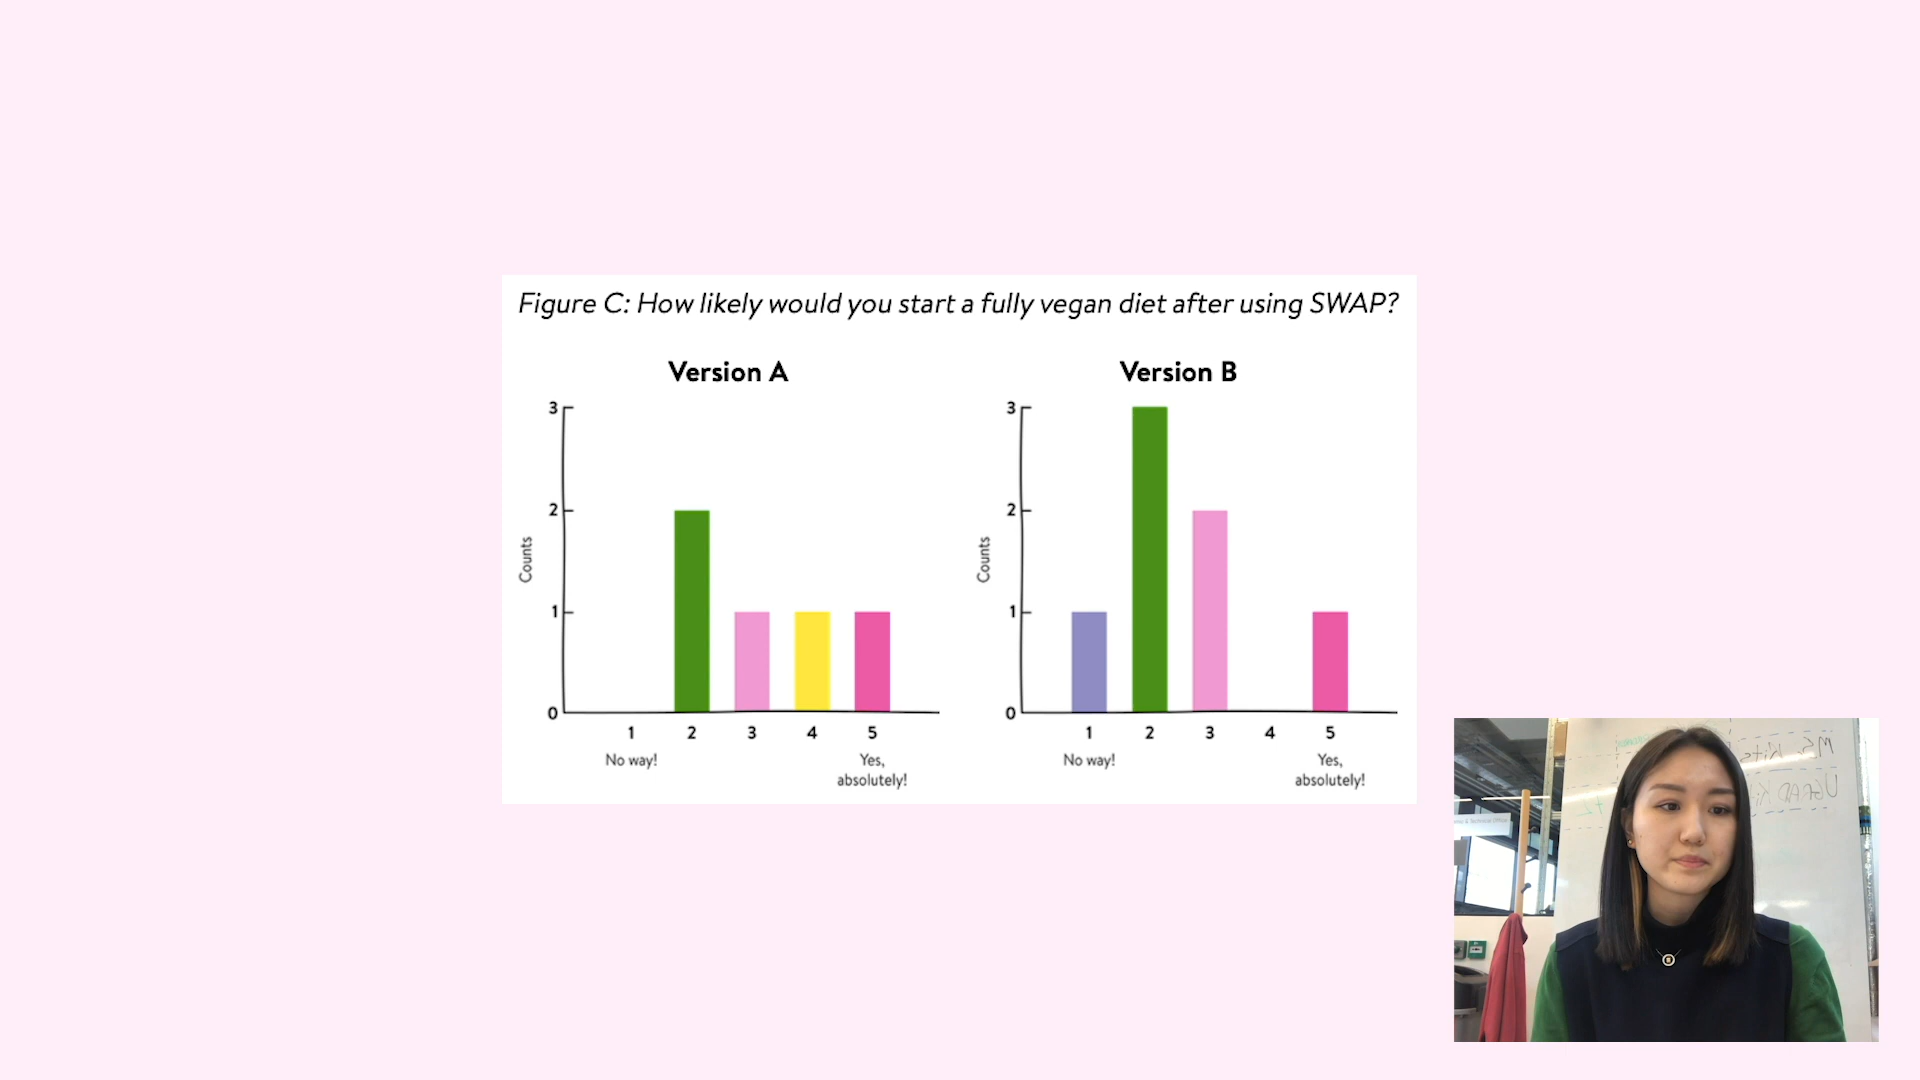 Figure C: How likely would you start a fully vegan diet after using SWAP?
Version A
3
2
1
0
Counts
1 2 3 4 5
No way!
Yes,
absolutely!
Version B
3
2
1
0
Counts
1 2 3 4 5
No way!
Yes,
absolutely!